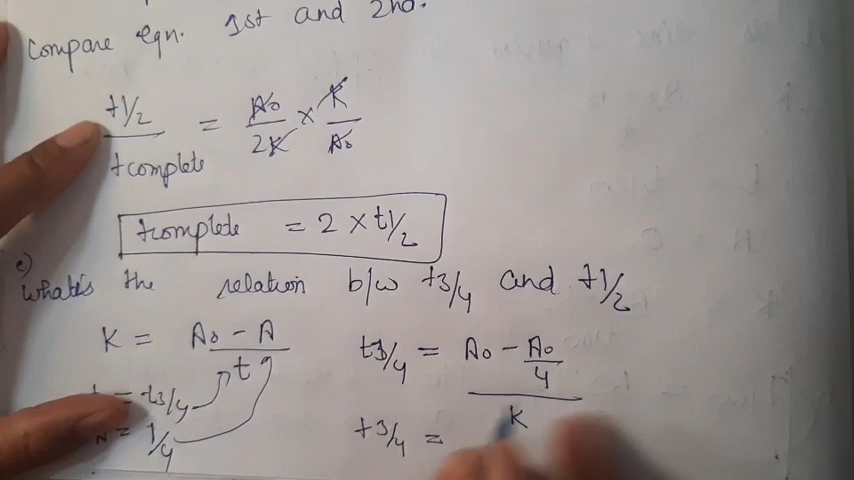 Compare eqn. 1st and 2nd.
t1/2 / tcomplete = A0/2K × K/A0
tcomplete = 2 × t1/2
e) what's the relation b/w t3/4 and t1/2
K = A0 - A / t
t3/4 = A0 - A0/4 / K
= t3/4
= 1/4
t3/4 =